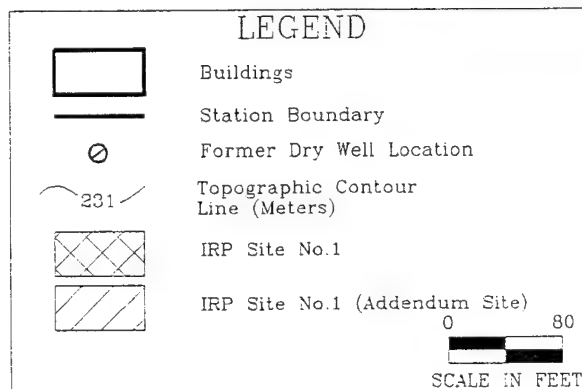 LEGEND
Buildings
Station Boundary
Former Dry Well Location
231
Topographic Contour
Line (Meters)
IRP Site No.1
IRP Site No.1 (Addendum Site)
0 80
SCALE IN FEET